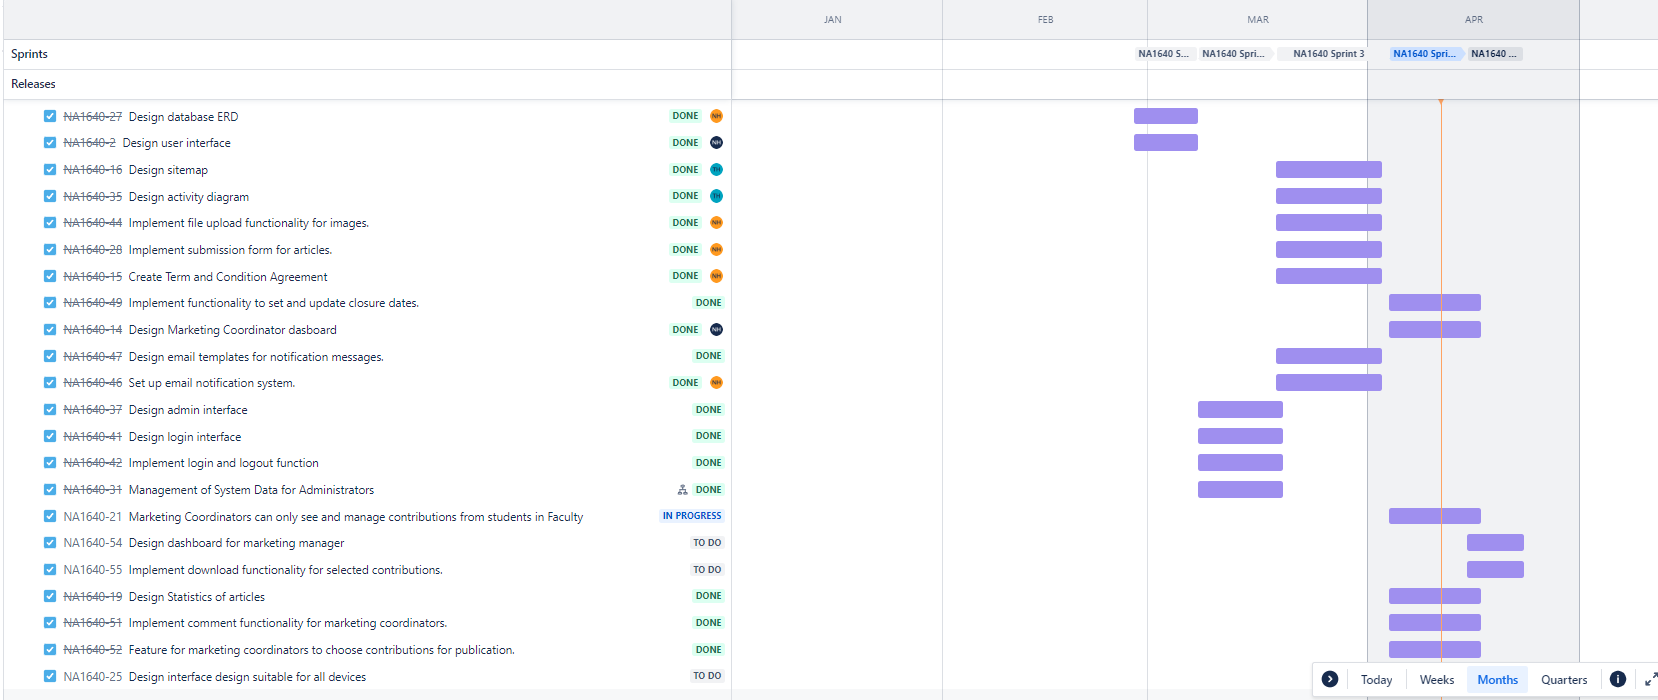 JAN FEB MAR APR
Sprints NA1640 S... NA1640 Spri... NA1640 Sprint 3 NA1640 Spri... NA1640 ...
Releases
NA1640-27 Design database ERD DONE NH
NA1640-2 Design user interface DONE NH
NA1640-16 Design sitemap DONE TH
NA1640-35 Design activity diagram DONE TH
NA1640-44 Implement file upload functionality for images. DONE NH
NA1640-28 Implement submission form for articles. DONE NH
NA1640-15 Create Term and Condition Agreement DONE NH
NA1640-49 Implement functionality to set and update closure dates. DONE
NA1640-14 Design Marketing Coordinator dasboard DONE NH
NA1640-47 Design email templates for notification messages. DONE
NA1640-46 Set up email notification system. DONE NH
NA1640-37 Design admin interface DONE
NA1640-41 Design login interface DONE
NA1640-42 Implement login and logout function DONE
NA1640-31 Management of System Data for Administrators DONE
NA1640-21 Marketing Coordinators can only see and manage contributions from students in Faculty IN PROGRESS
NA1640-54 Design dashboard for marketing manager TO DO
NA1640-55 Implement download functionality for selected contributions. TO DO
NA1640-19 Design Statistics of articles DONE
NA1640-51 Implement comment functionality for marketing coordinators. DONE
NA1640-52 Feature for marketing coordinators to choose contributions for publication. DONE
NA1640-25 Design interface design suitable for all devices TO DO
Today Weeks Months Quarters